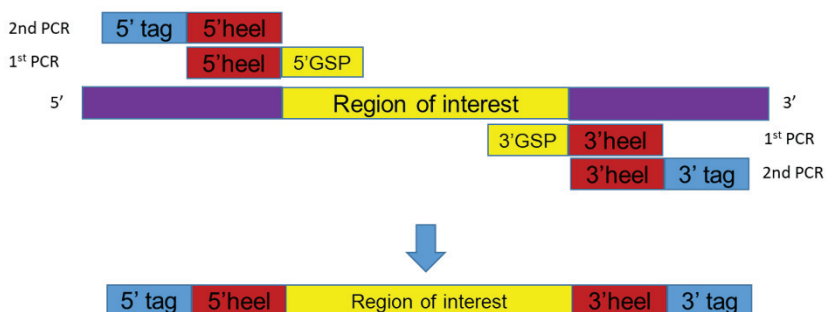 2nd PCR 5' tag 5'heel
1st PCR 5'heel 5'GSP
5′ Region of interest 3′
3'GSP 3'heel 1st PCR
3'heel 3' tag 2nd PCR
5' tag 5'heel Region of interest 3'heel 3' tag